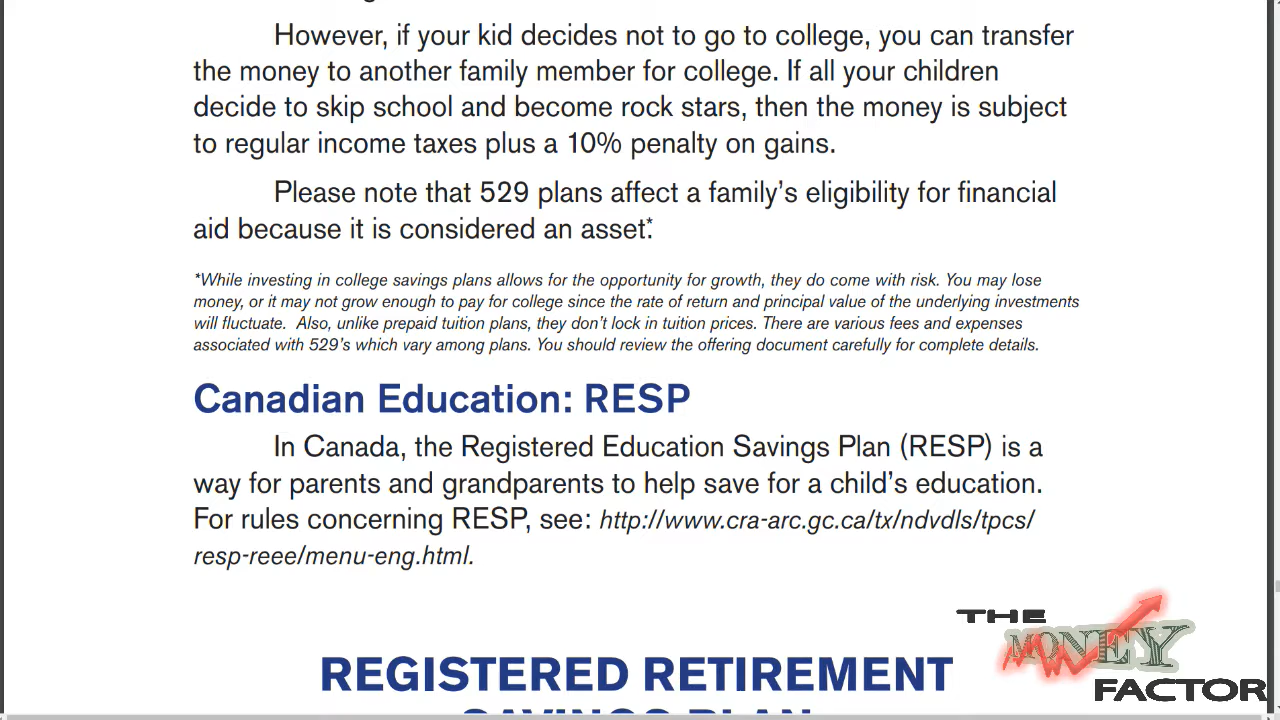 However, if your kid decides not to go to college, you can transfer
the money to another family member for college. If all your children
decide to skip school and become rock stars, then the money is subject
to regular income taxes plus a 10% penalty on gains.
Please note that 529 plans affect a family's eligibility for financial
aid because it is considered an asset*.
*While investing in college savings plans allows for the opportunity for growth, they do come with risk. You may lose
money, or it may not grow enough to pay for college since the rate of return and principal value of the underlying investments
will fluctuate.  Also, unlike prepaid tuition plans, they don't lock in tuition prices. There are various fees and expenses
associated with 529's which vary among plans. You should review the offering document carefully for complete details.
Canadian Education: RESP
In Canada, the Registered Education Savings Plan (RESP) is a
way for parents and grandparents to help save for a child's education.
For rules concerning RESP, see: http://www.cra-arc.gc.ca/tx/ndvdls/tpcs/
resp-reee/menu-eng.html.
REGISTERED RETIREMENT
SAVINGS PLAN
THE
MONEY
FACTOR